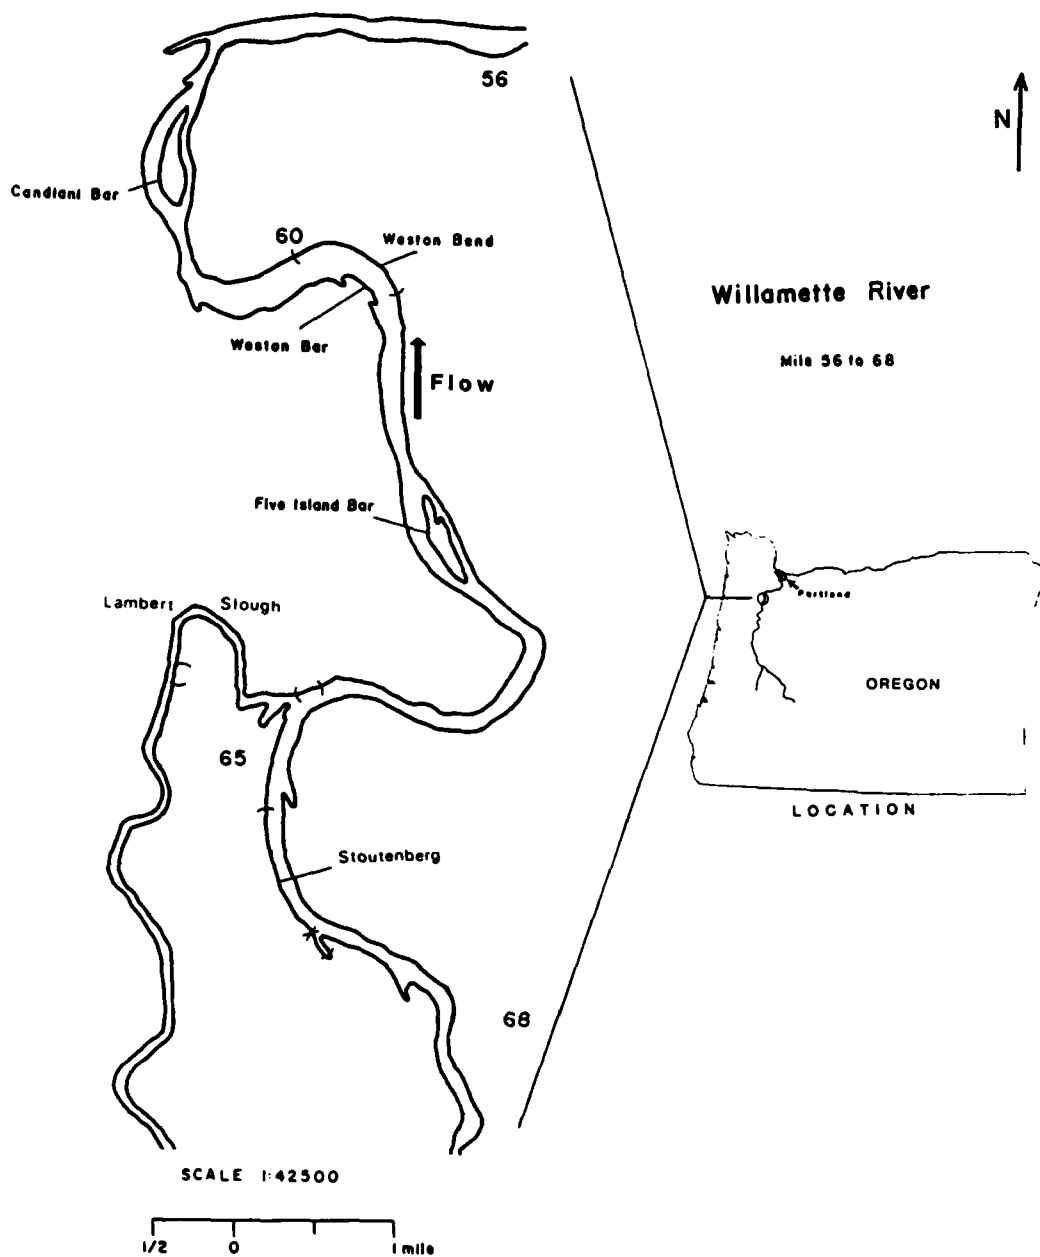 56
N
Candiani Bar
60
Weston Bend
Willamette River
Weston Bar
Mile 56 to 68
Flow
Five Island Bar
Portland
Lambert Slough
OREGON
65
LOCATION
Stoutenberg
68
SCALE 1:42500
1/2 0 1 mile